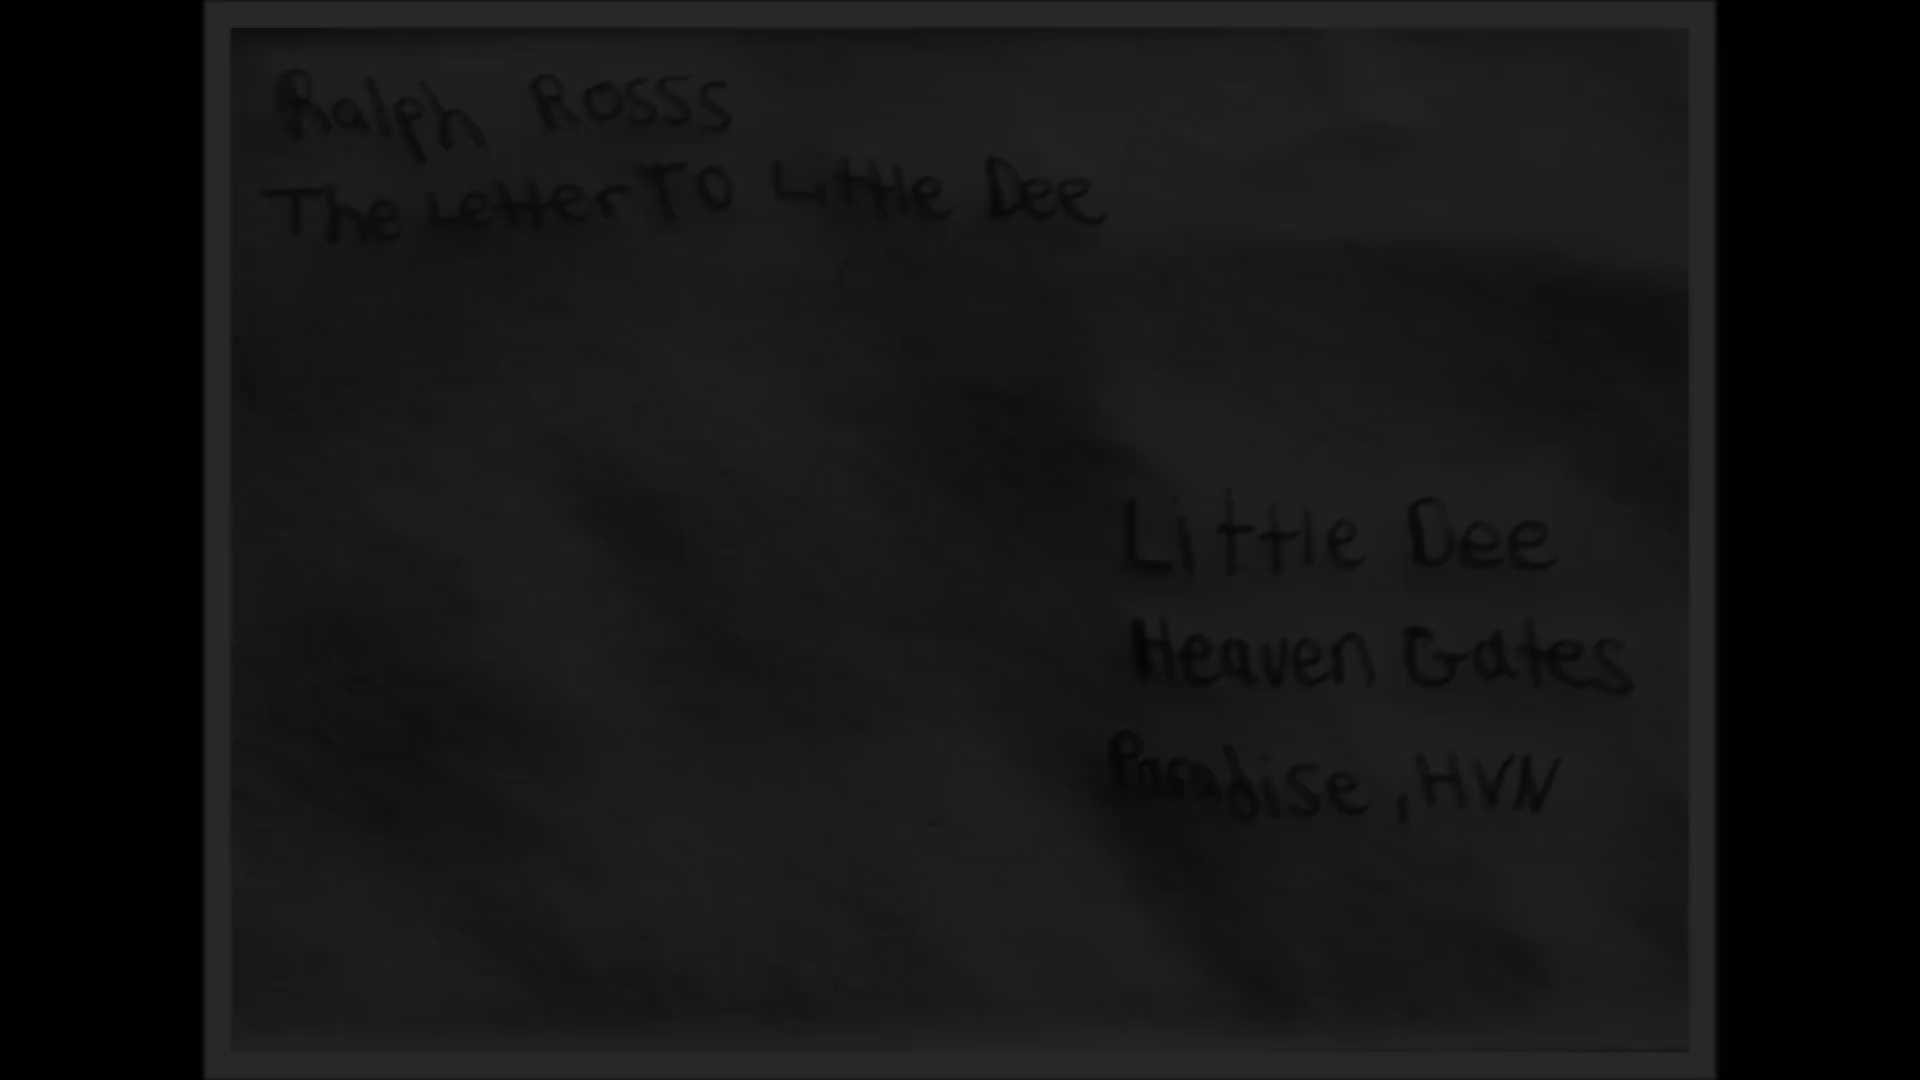 Ralph ROSSS
The Letter TO Little Dee
Little Dee
Heaven Gates
Paradise, HVN